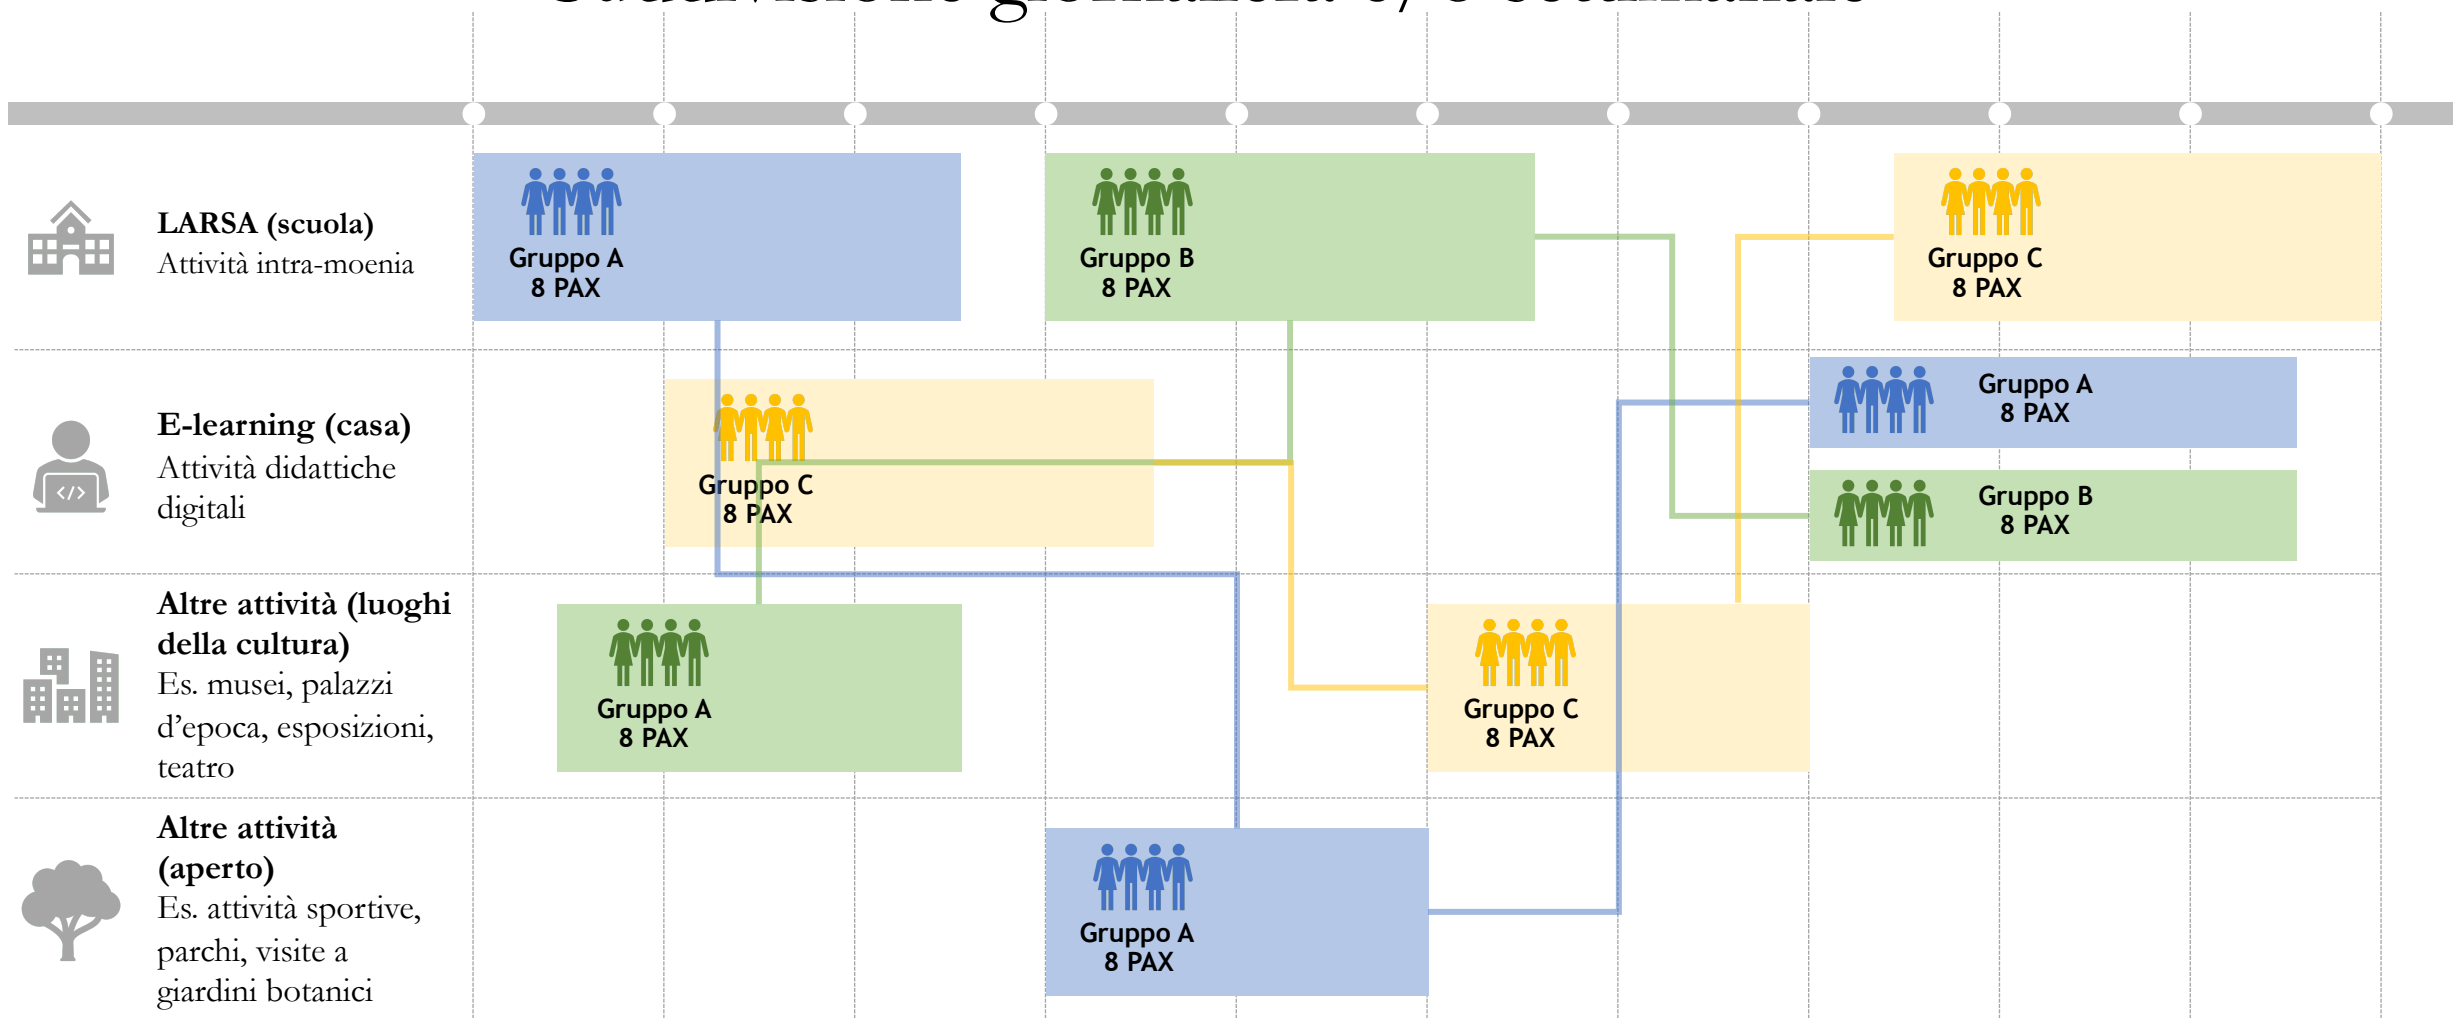 Suddivisione giornaliera e/o settimanale
LARSA (scuola)
Attività intra-moenia
Gruppo A
8 PAX
Gruppo B
8 PAX
Gruppo C
8 PAX
E-learning (casa)
Attività didattiche
digitali
Gruppo C
8 PAX
Gruppo A
8 PAX
Gruppo B
8 PAX
Altre attività (luoghi
della cultura)
Es. musei, palazzi
d’epoca, esposizioni,
teatro
Gruppo A
8 PAX
Gruppo C
8 PAX
Altre attività
(aperto)
Es. attività sportive,
parchi, visite a
giardini botanici
Gruppo A
8 PAX